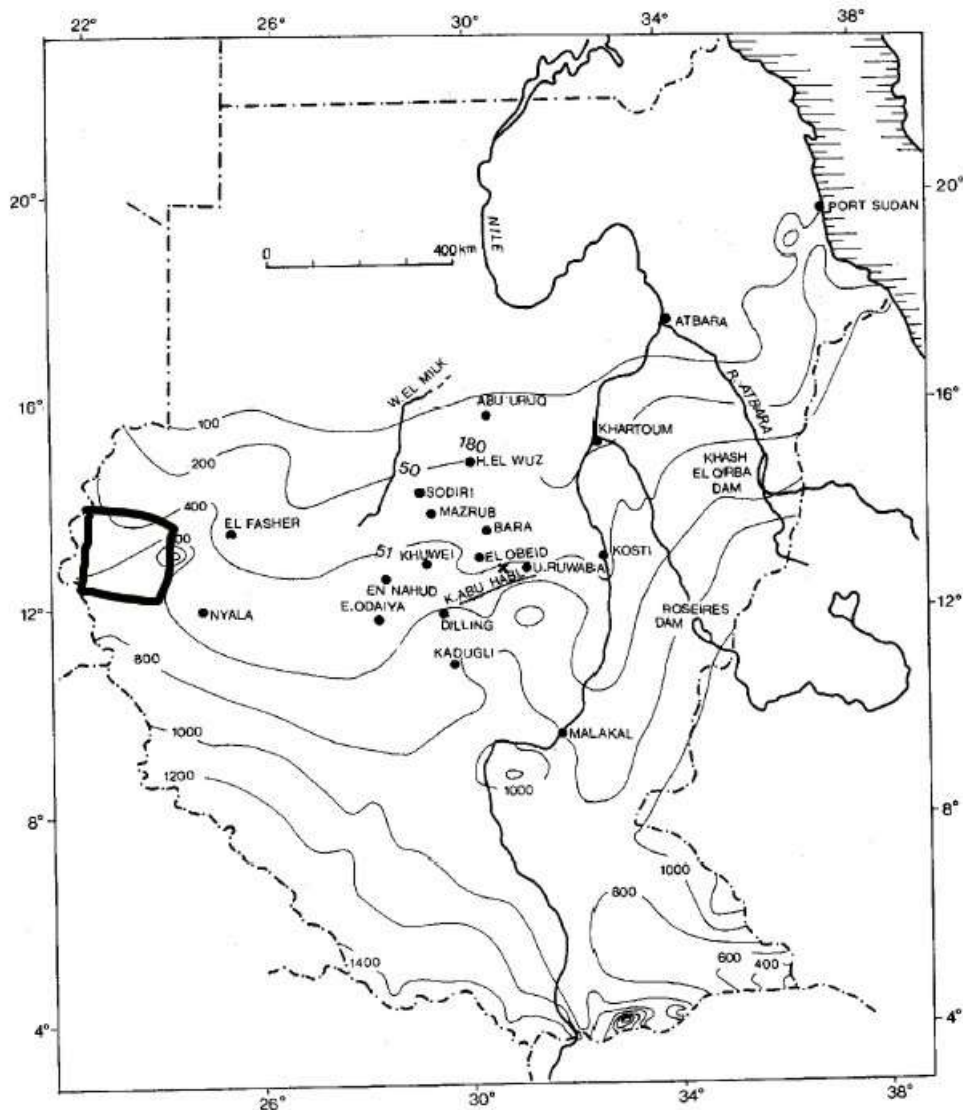 22° 26° 30° 34° 38°
20° 20°
PORT SUDAN
NILE
0 400 km
ATBARA
W. EL MILK
R. ATBARA
16° 16°
100
ABU URUQ
KHARTOUM
180
200
50
H.EL WUZ
KHASH
EL QIRBA
DAM
SODIRI
400
MAZRUB
EL FASHER
BARA
51
KHUWEI
EL OBEID
KOSTI
U.RUWABA
K.ABU HABL
EN NAHUD
E.ODAIYA
12° 12°
NYALA
DILLING
ROSEIRES
DAM
KADUGLI
800
MALAKAL
1000
1200
1000
8° 8°
1000
800
1400
600 400
4° 4°
26° 30° 34° 38°